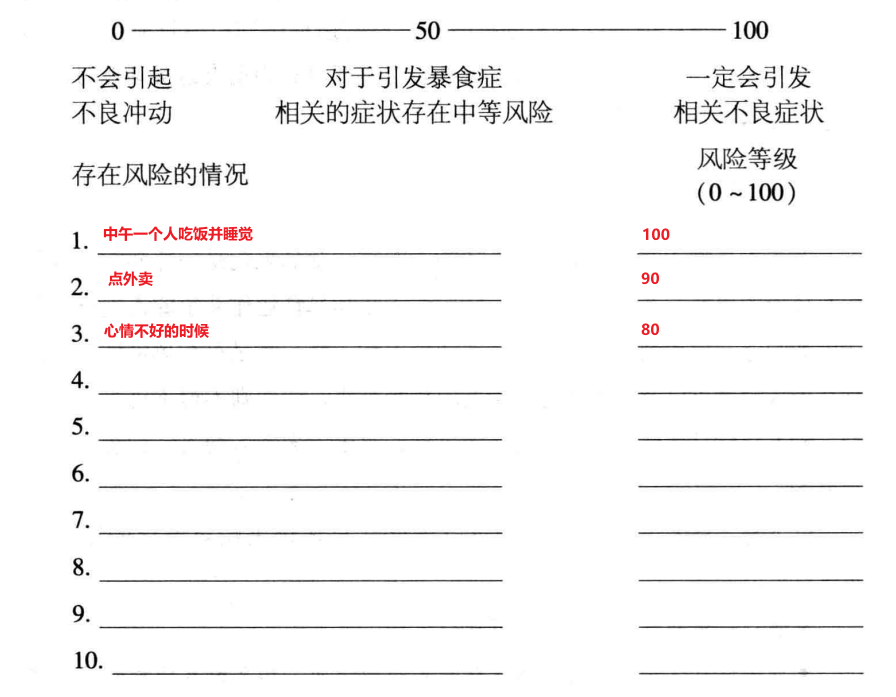 0 50 100
不会引起 对于引发暴食症 一定会引发
不良冲动 相关的症状存在中等风险 相关不良症状
存在风险的情况 风险等级
(0~100)
1. 中午一个人吃饭并睡觉 100
2. 点外卖 90
3. 心情不好的时候 80
4.
5.
6.
7.
8.
9.
10.